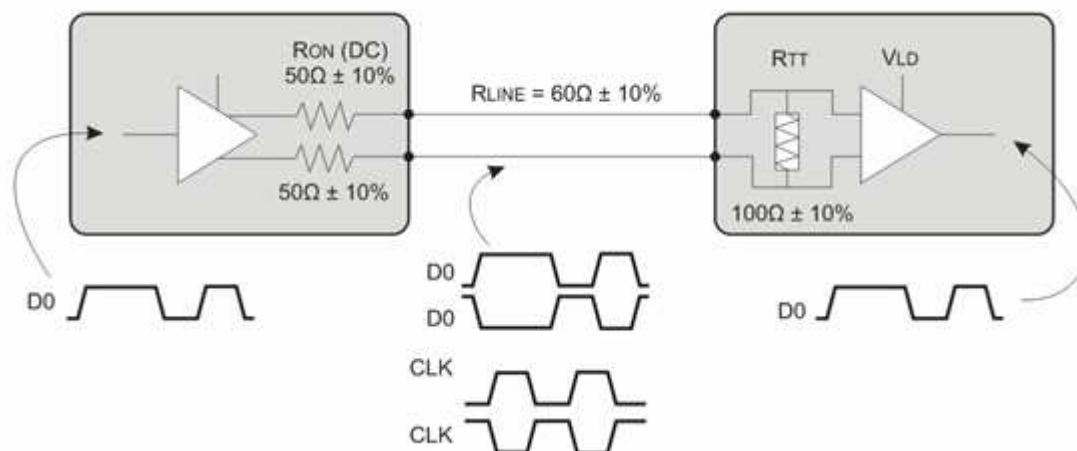 RON (DC)
50Ω ± 10%
50Ω ± 10%
RLINE = 60Ω ± 10%
RTT
VLD
100Ω ± 10%
D0
D0
D0
CLK
CLK
D0